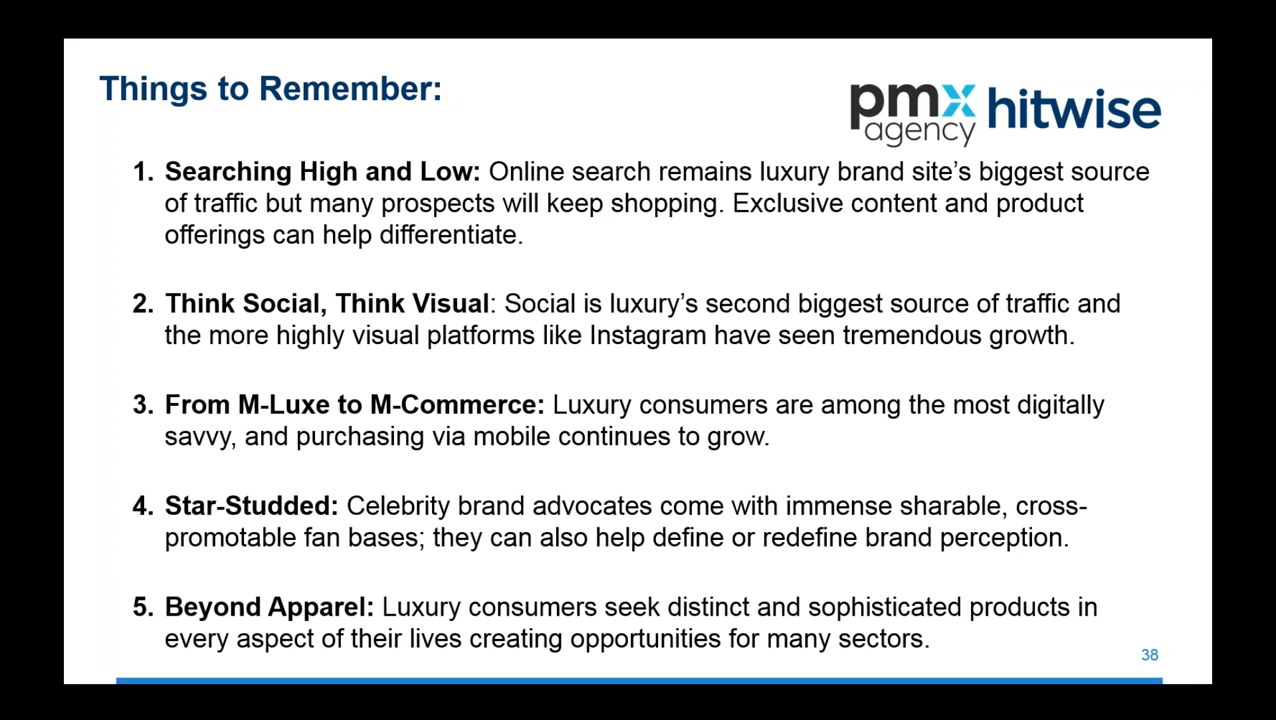 Things to Remember:
pmx
agency
hitwise
1. Searching High and Low: Online search remains luxury brand site’s biggest source
of traffic but many prospects will keep shopping. Exclusive content and product
offerings can help differentiate.
2. Think Social, Think Visual: Social is luxury’s second biggest source of traffic and
the more highly visual platforms like Instagram have seen tremendous growth.
3. From M-Luxe to M-Commerce: Luxury consumers are among the most digitally
savvy, and purchasing via mobile continues to grow.
4. Star-Studded: Celebrity brand advocates come with immense sharable, cross-
promotable fan bases; they can also help define or redefine brand perception.
5. Beyond Apparel: Luxury consumers seek distinct and sophisticated products in
every aspect of their lives creating opportunities for many sectors.
38